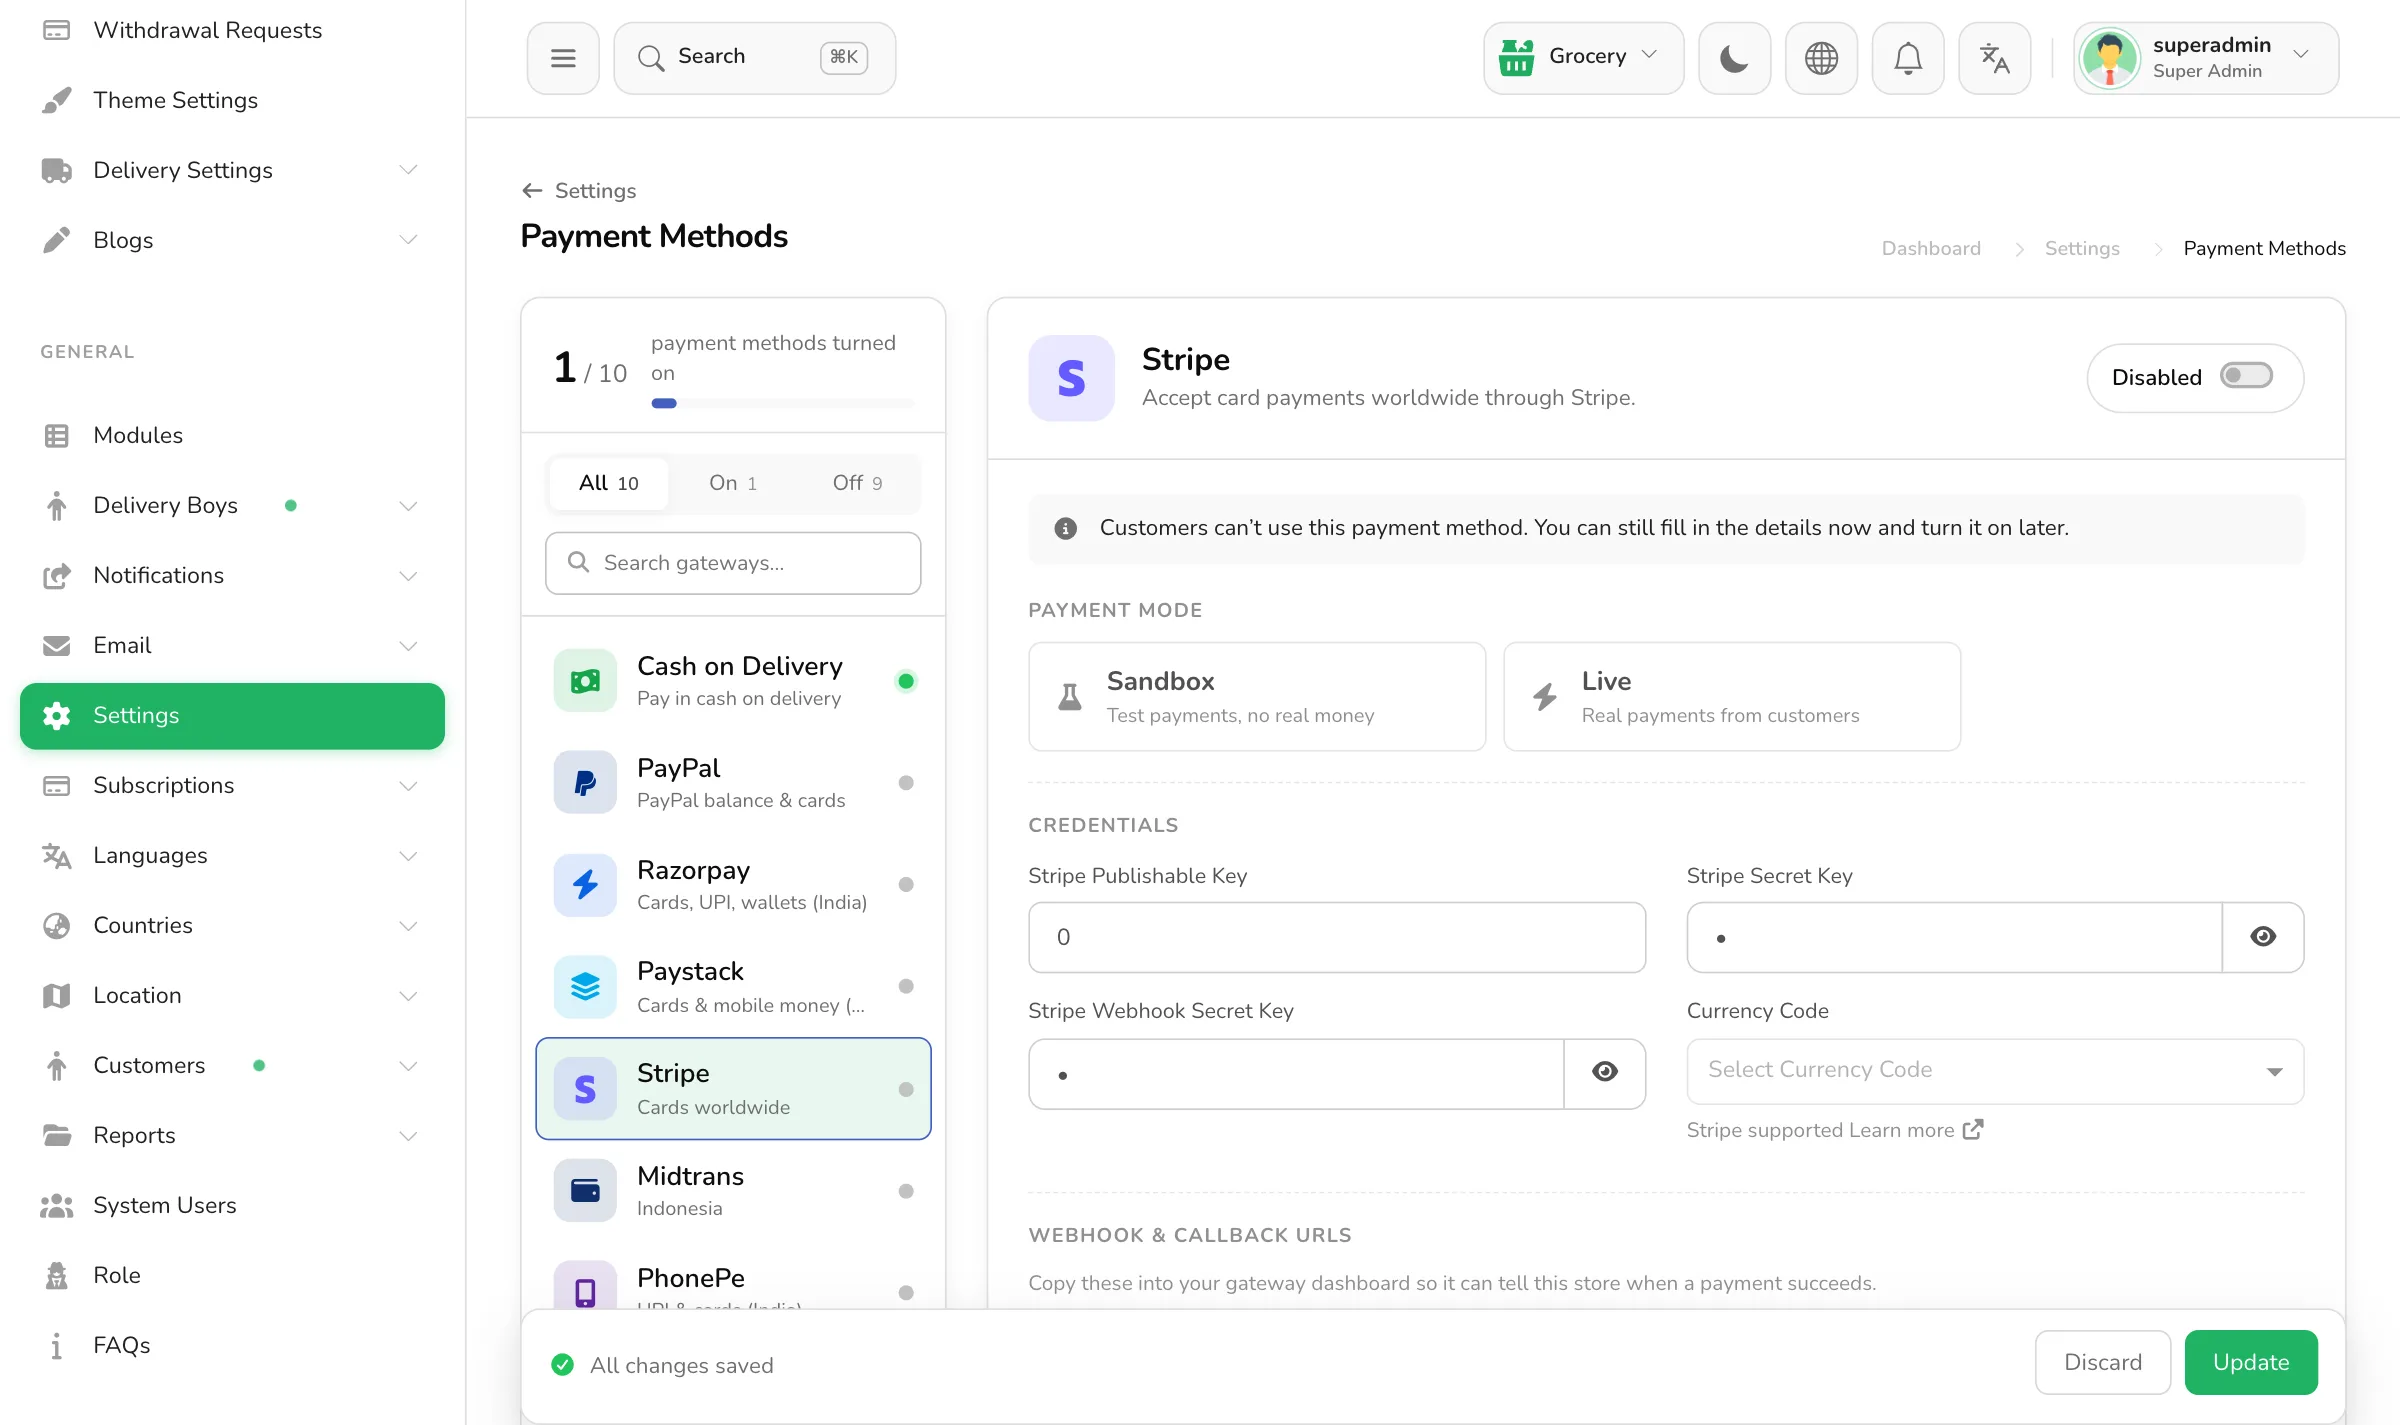 Withdrawal Requests
Theme Settings
Delivery Settings
Blogs
GENERAL
Modules
Delivery Boys
Notifications
Email
Settings
Subscriptions
Languages
Countries
Location
Customers
Reports
System Users
Role
FAQs
Search ⌘K
Grocery
superadmin
Super Admin
Settings
Payment Methods
Dashboard Settings Payment Methods
1 / 10
payment methods turned
on
All 10 On 1 Off 9
Search gateways...
Cash on Delivery
Pay in cash on delivery
PayPal
PayPal balance & cards
Razorpay
Cards, UPI, wallets (India)
Paystack
Cards & mobile money (...
Stripe
Cards worldwide
Midtrans
Indonesia
PhonePe
UPI & cards (India)
Stripe
Accept card payments worldwide through Stripe.
Disabled
Customers can’t use this payment method. You can still fill in the details now and turn it on later.
PAYMENT MODE
Sandbox
Test payments, no real money
Live
Real payments from customers
CREDENTIALS
Stripe Publishable Key
0
Stripe Secret Key
•
Stripe Webhook Secret Key
•
Currency Code
Select Currency Code
Stripe supported Learn more
WEBHOOK & CALLBACK URLS
Copy these into your gateway dashboard so it can tell this store when a payment succeeds.
All changes saved
Discard
Update